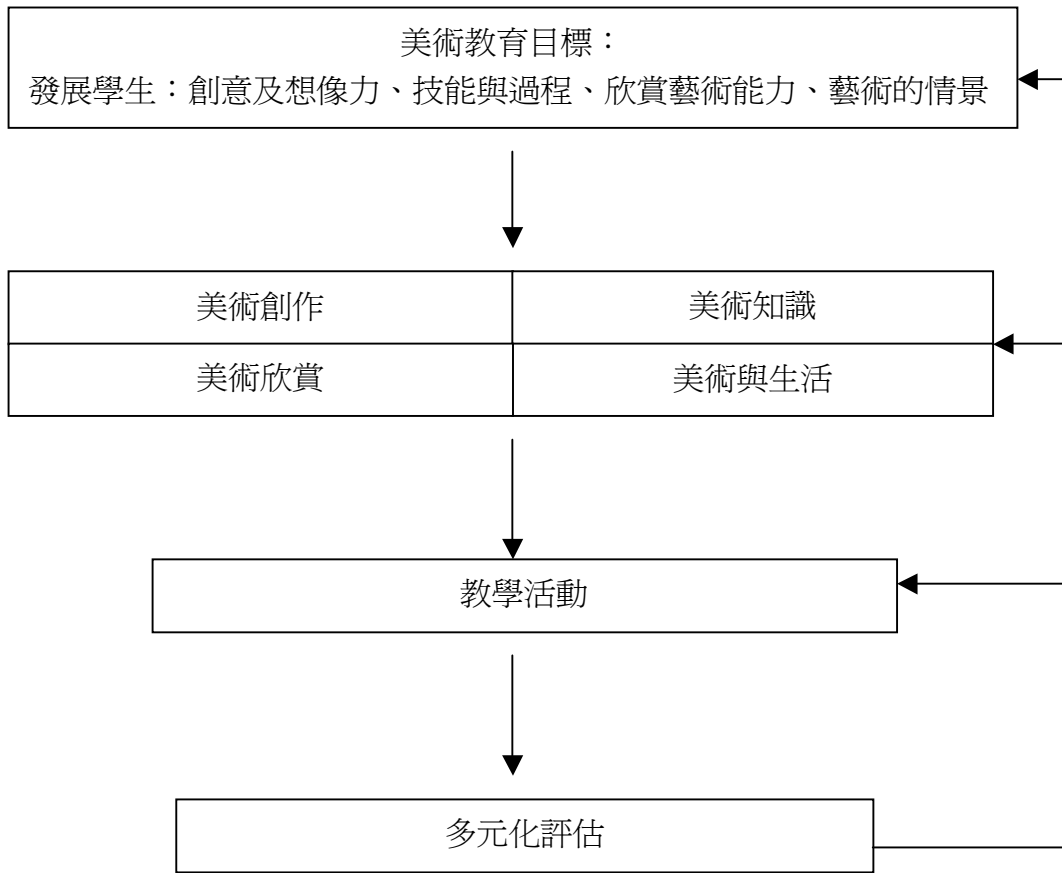 美術教育目標：
發展學生：創意及想像力、技能與過程、欣賞藝術能力、藝術的情景
美術創作
美術知識
美術欣賞
美術與生活
教學活動
多元化評估